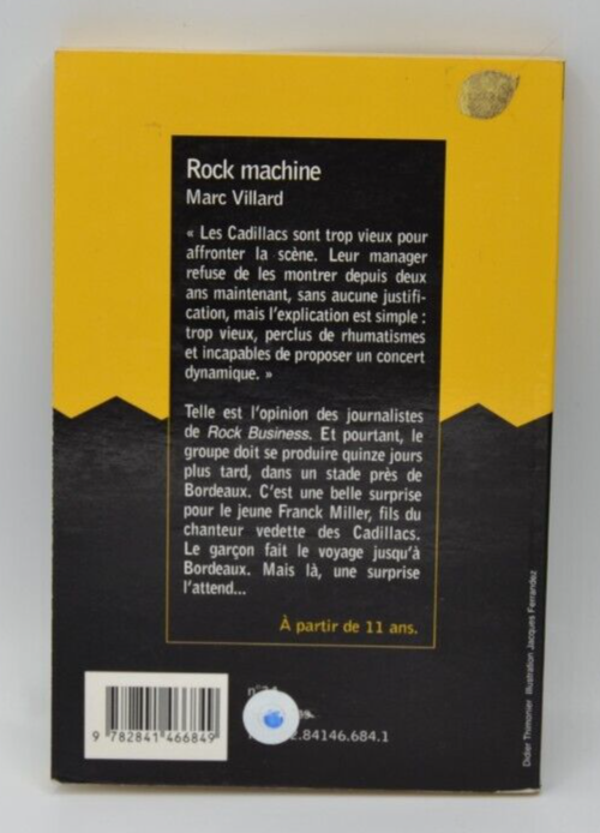 Rock machine
Marc Villard
« Les Cadillacs sont trop vieux pour
affronter la scène. Leur manager
refuse de les montrer depuis deux
ans maintenant, sans aucune justifi-
cation, mais l'explication est simple :
trop vieux, perclus de rhumatismes
et incapables de proposer un concert
dynamique. »
Telle est l'opinion des journalistes
de Rock Business. Et pourtant, le
groupe doit se produire quinze jours
plus tard, dans un stade près de
Bordeaux. C'est une belle surprise
pour le jeune Franck Miller, fils du
chanteur vedette des Cadillacs.
Le garçon fait le voyage jusqu'à
Bordeaux. Mais là, une surprise
l'attend...
À partir de 11 ans.
Didier Thimonier Illustration Jacques Ferrandez
9 782841 466849
2.84146.684.1